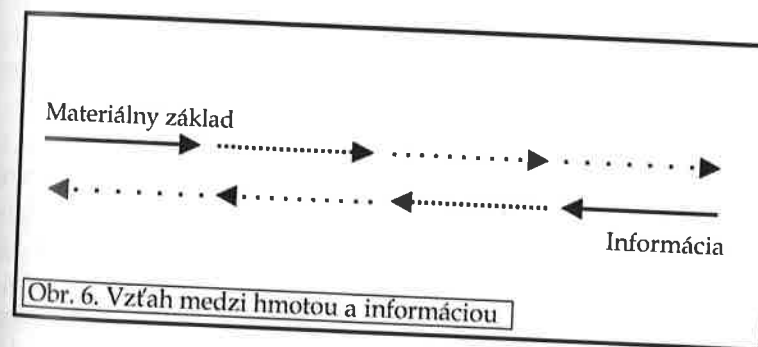 Materiálny základ
Informácia
Obr. 6. Vzťah medzi hmotou a informáciou